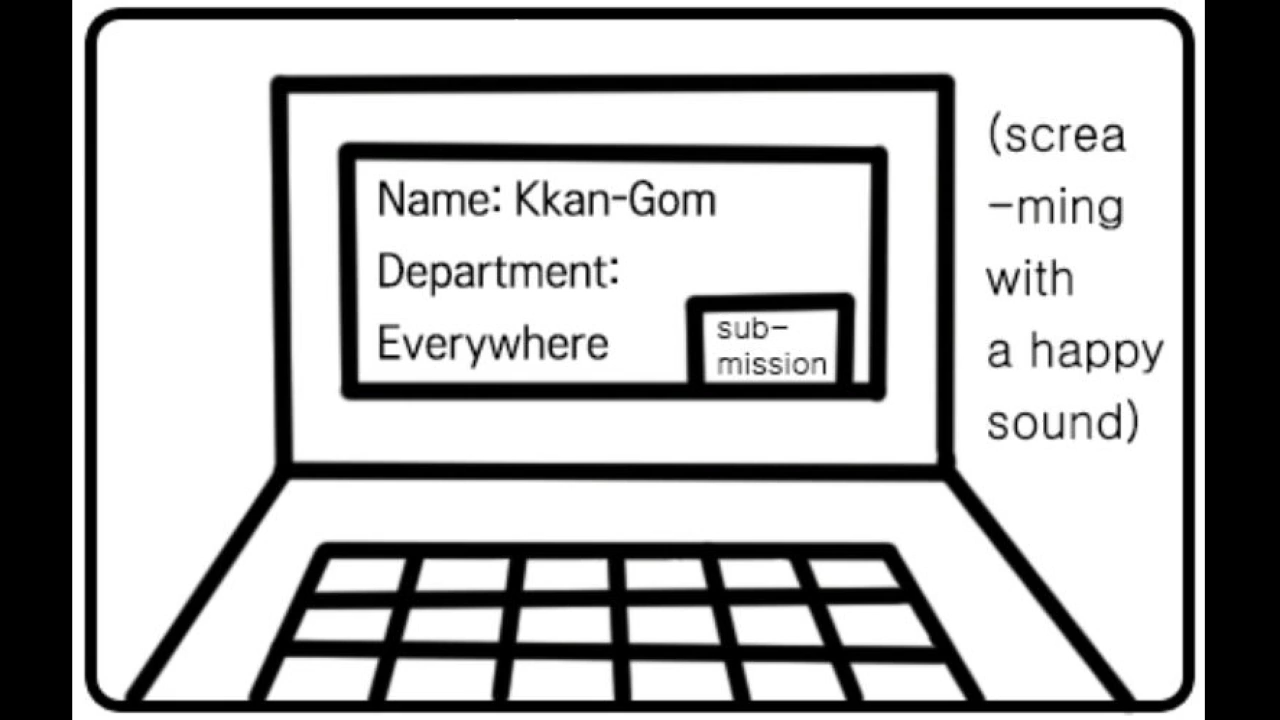 Name: Kkan-Gom
Department:
Everywhere
sub-
mission
(screa
-ming
with
a happy
sound)